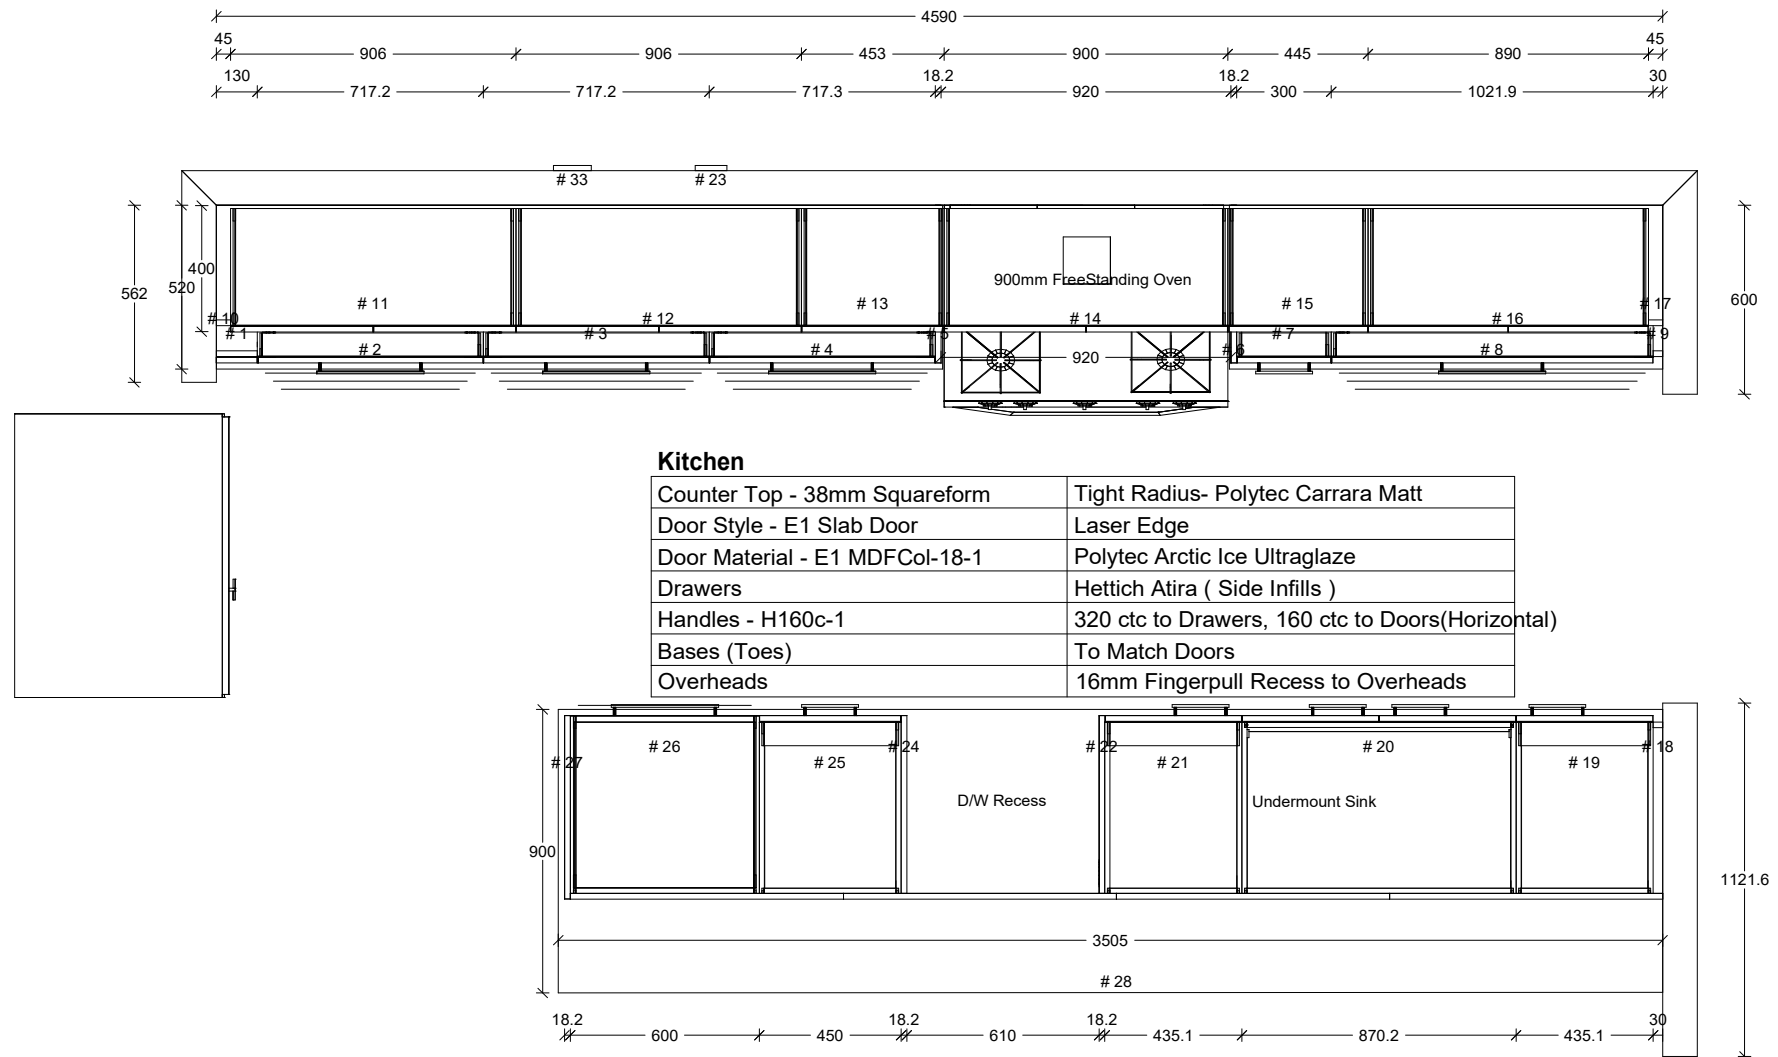 4590
45 906 906 453 900 445 890 45
130 717.2 717.2 717.3 18.2 920 18.2 300 1021.9 30
# 33 # 23
562 520 400 600
900mm FreeStanding Oven
# 10 # 11 # 12 # 13 # 14 # 15 # 16 # 17
# 1 # 2 # 3 # 4 # 5 920 # 6 # 7 # 8 # 9
Kitchen
Counter Top - 38mm Squareform Tight Radius- Polytec Carrara Matt
Door Style - E1 Slab Door Laser Edge
Door Material - E1 MDFCol-18-1 Polytec Arctic Ice Ultraglaze
Drawers Hettich Atira ( Side Infills )
Handles - H160c-1 320 ctc to Drawers, 160 ctc to Doors(Horizontal)
Bases (Toes) To Match Doors
Overheads 16mm Fingerpull Recess to Overheads
# 27 # 26 # 25 # 24 # 22 # 21 # 20 # 19 # 18
D/W Recess Undermount Sink
900 1121.6
3505
# 28
18.2 600 450 18.2 610 18.2 435.1 870.2 435.1 30